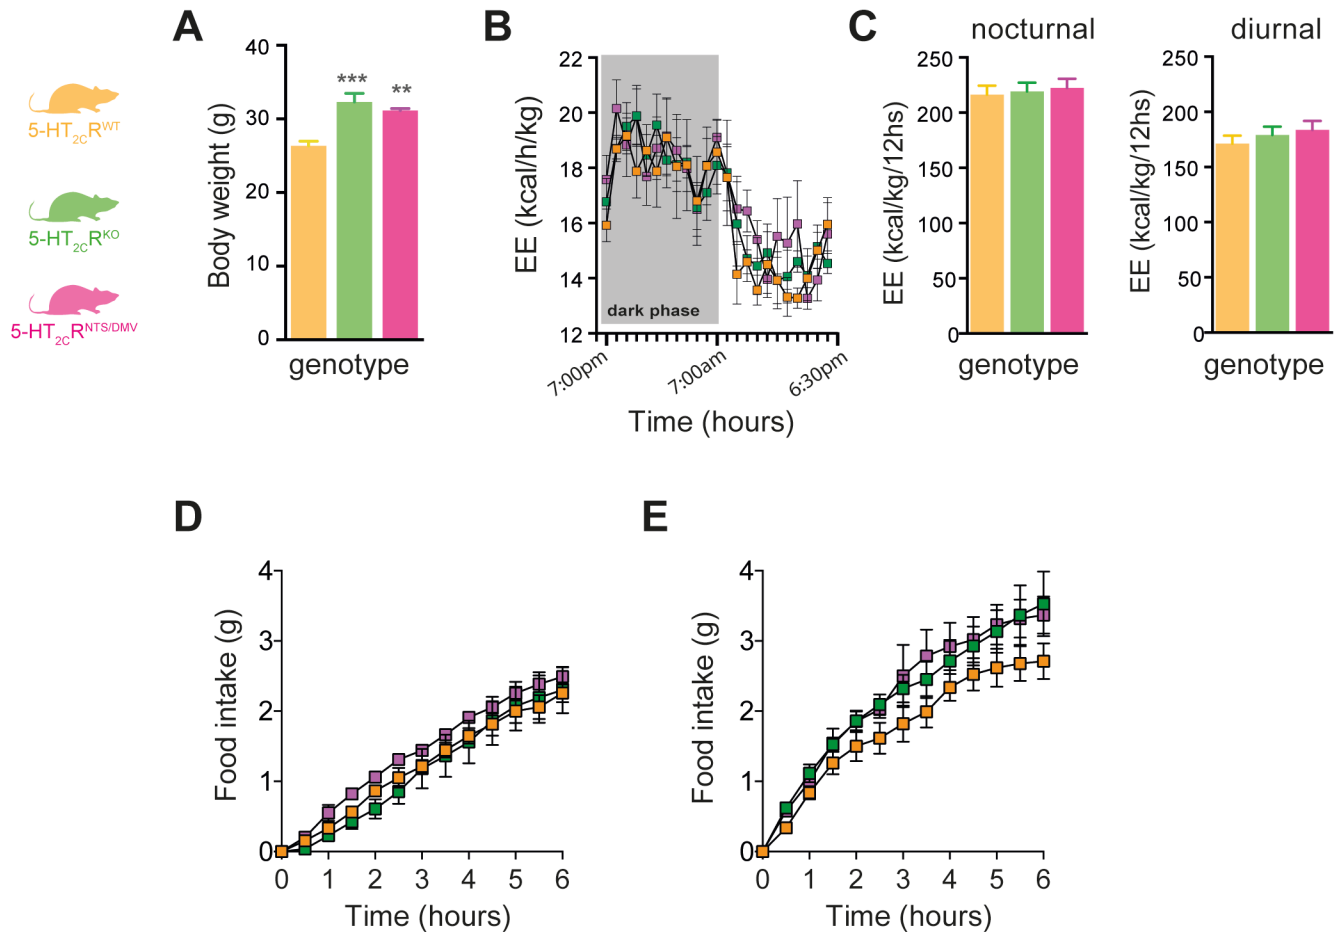 5-HT2CRWT
5-HT2CRKO
5-HT2CRNTS/DMV
A
Body weight (g)
40
30
20
10
0
***
**
genotype
B
EE (kcal/h/kg)
22
20
18
16
14
12
dark phase
7:00pm
7:00am
6:30pm
Time (hours)
C
nocturnal
EE (kcal/kg/12hs)
250
200
150
100
50
0
genotype
diurnal
EE (kcal/kg/12hs)
250
200
150
100
50
0
genotype
D
Food intake (g)
4
3
2
1
0
0 1 2 3 4 5 6
Time (hours)
E
Food intake (g)
4
3
2
1
0
0 1 2 3 4 5 6
Time (hours)